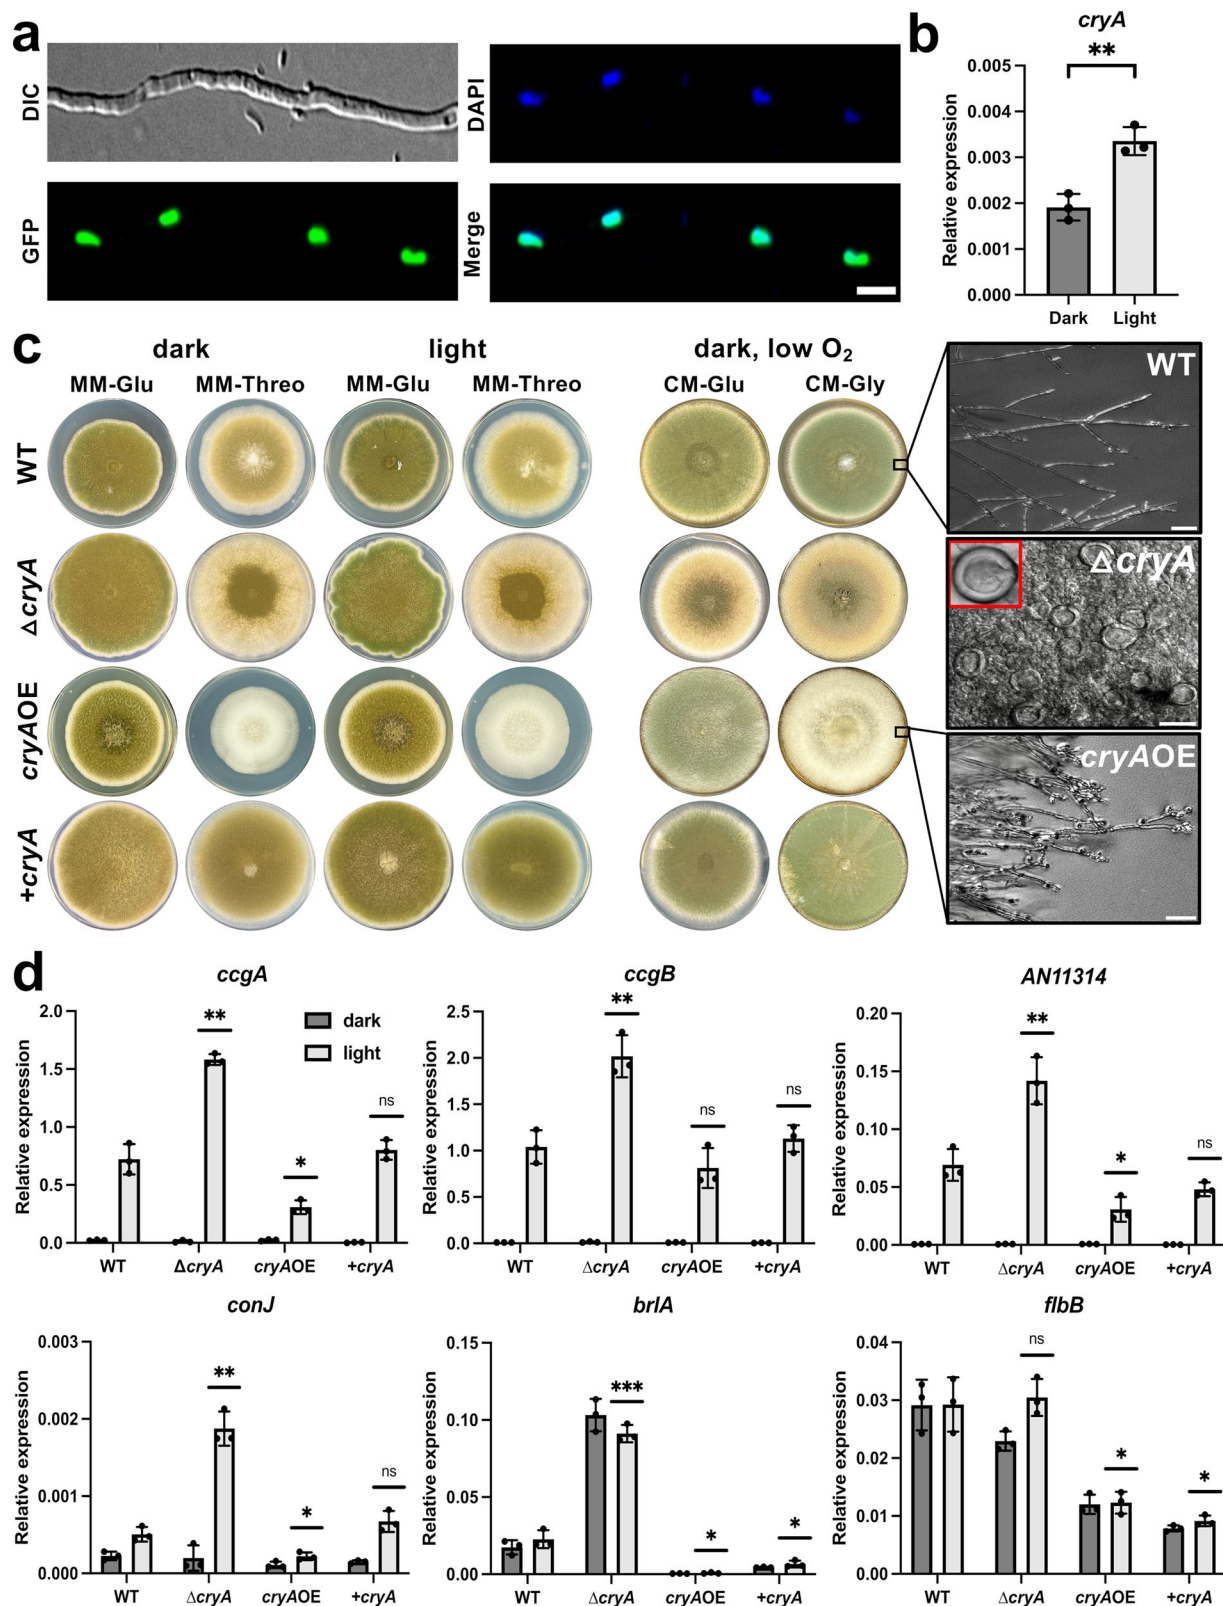 a
DIC
DAPI
GFP
Merge
b
cryA
**
Relative expression
0.005
0.004
0.003
0.002
0.001
0.000
Dark
Light
c
dark
light
dark, low O₂
MM-Glu
MM-Threo
MM-Glu
MM-Threo
CM-Glu
CM-Gly
WT
ΔcryA
cryAOE
+cryA
WT
ΔcryA
cryAOE
d
ccgA
Relative expression
2.0
1.5
1.0
0.5
0.0
**
*
ns
dark
light
WT
ΔcryA
cryAOE
+cryA
ccgB
Relative expression
2.5
2.0
1.5
1.0
0.5
0.0
**
ns
ns
WT
ΔcryA
cryAOE
+cryA
AN11314
Relative expression
0.20
0.15
0.10
0.05
0.00
**
*
ns
WT
ΔcryA
cryAOE
+cryA
conJ
Relative expression
0.003
0.002
0.001
0.000
**
*
ns
WT
ΔcryA
cryAOE
+cryA
brlA
Relative expression
0.15
0.10
0.05
0.00
***
*
*
WT
ΔcryA
cryAOE
+cryA
flbB
Relative expression
0.04
0.03
0.02
0.01
0.00
ns
*
*
WT
ΔcryA
cryAOE
+cryA